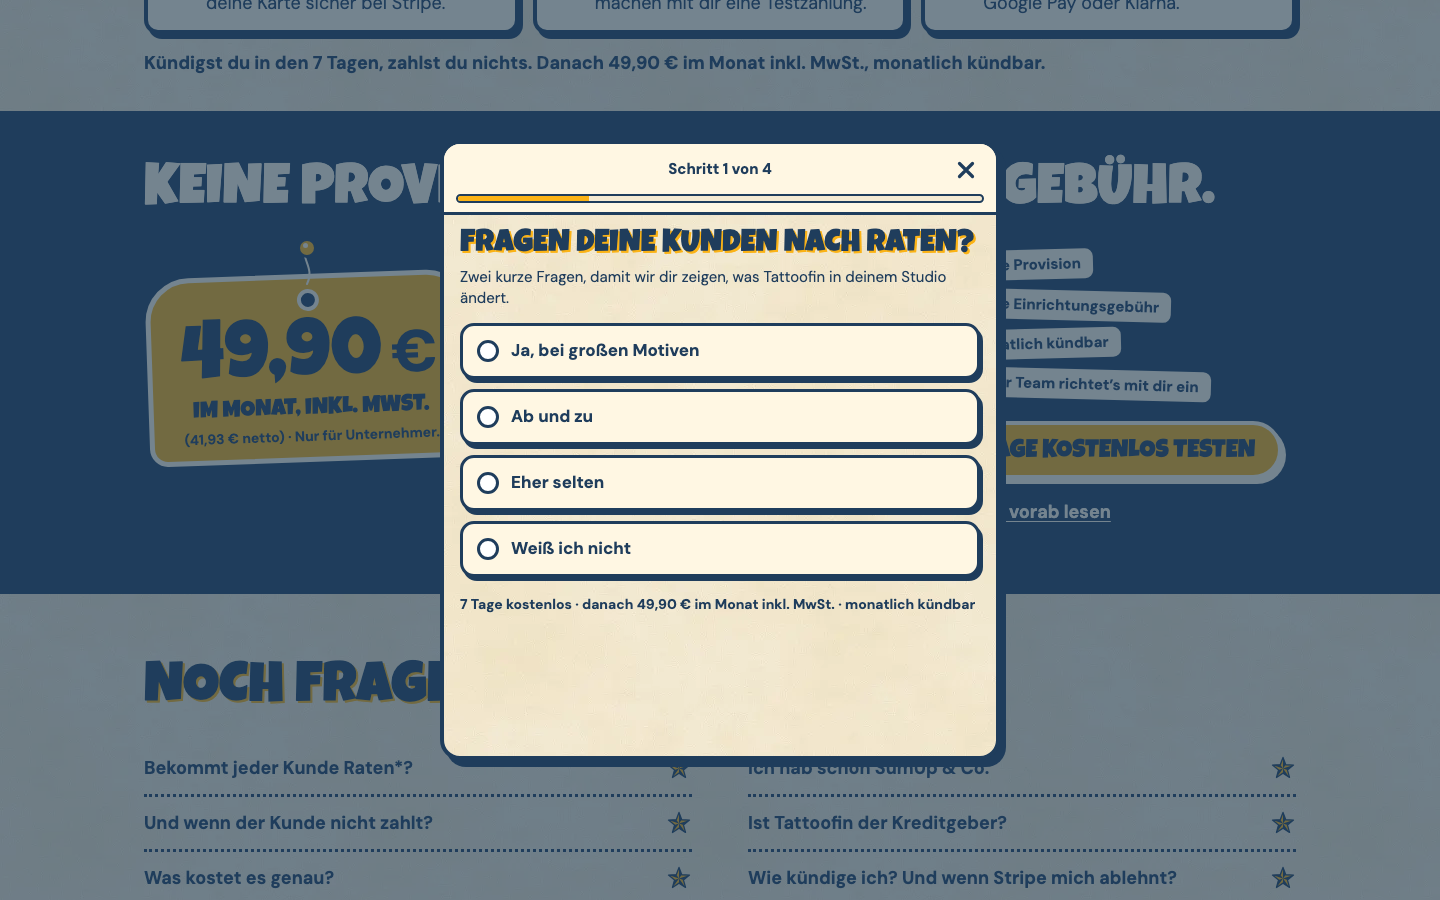 deine Karte sicher bei Stripe.
machen mit dir eine Testzahlung.
Google Pay oder Klarna.
Kündigst du in den 7 Tagen, zahlst du nichts. Danach 49,90 € im Monat inkl. MwSt., monatlich kündbar.
KEINE
GEBÜHR.
49,90 €
IM MONAT, INKL. MWST.
(41,93 € netto) · Nur für Unternehmer.
Provision
Einrichtungsgebühr
kündbar
Team richtet’s mit dir ein
KOSTENLOS TESTEN
vorab lesen
Schritt 1 von 4
FRAGEN DEINE KUNDEN NACH RATEN?
Zwei kurze Fragen, damit wir dir zeigen, was Tattoofin in deinem Studio
ändert.
Ja, bei großen Motiven
Ab und zu
Eher selten
Weiß ich nicht
7 Tage kostenlos · danach 49,90 € im Monat inkl. MwSt. · monatlich kündbar
NOCH
Bekommt jeder Kunde Raten*?
Ich hab schon SumUp & Co.
Und wenn der Kunde nicht zahlt?
Ist Tattoofin der Kreditgeber?
Was kostet es genau?
Wie kündige ich? Und wenn Stripe mich ablehnt?